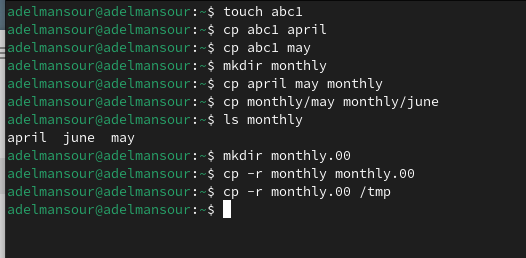 adelmansour@adelmansour:~$ touch abc1
adelmansour@adelmansour:~$ cp abc1 april
adelmansour@adelmansour:~$ cp abc1 may
adelmansour@adelmansour:~$ mkdir monthly
adelmansour@adelmansour:~$ cp april may monthly
adelmansour@adelmansour:~$ cp monthly/may monthly/june
adelmansour@adelmansour:~$ ls monthly
april  june  may
adelmansour@adelmansour:~$ mkdir monthly.00
adelmansour@adelmansour:~$ cp -r monthly monthly.00
adelmansour@adelmansour:~$ cp -r monthly.00 /tmp
adelmansour@adelmansour:~$